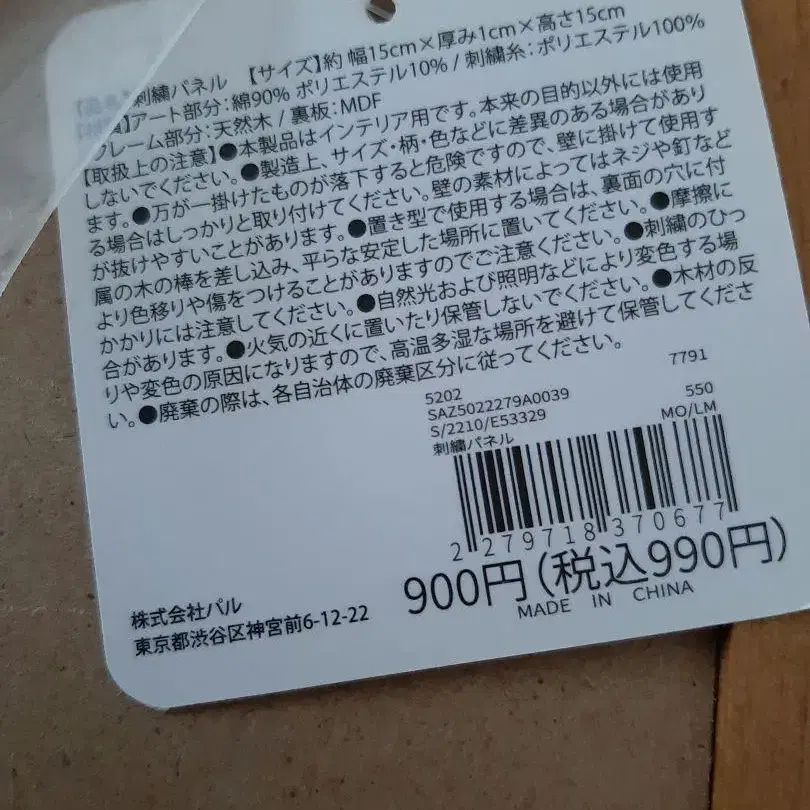 刺繍パネル 【サイズ】約 幅15cm×厚み1cm×高さ15cm
】アート部分:綿90% ポリエステル10% / 刺繍糸:ポリエステル100%
フレーム部分:天然木 / 裏板:MDF
【取扱上の注意】●本製品はインテリア用です。本来の目的以外には使用
しないでください。●製造上、サイズ・柄・色などに差異のある場合があり
ます。●万が一掛けたものが落下すると危険ですので、壁に掛けて使用す
る場合はしっかりと取り付けてください。壁の素材によってはネジや釘など
が抜けやすいことがあります。●置き型で使用する場合は、裏面の穴に付
属の木の棒を差し込み、平らな安定した場所に置いてください。●摩擦に
より色移りや傷をつけることがありますのでご注意ください。●刺繍のひっ
かかりには注意してください。●自然光および照明などにより変色する場
合があります。●火気の近くに置いたり保管しないでください。●木材の反
りや変色の原因になりますので、高温多湿な場所を避けて保管してくださ
い。●廃棄の際は、各自治体の廃棄区分に従ってください。
5202 7791
SAZ5022279A0039 550
S/2210/E53329 MO/LM
刺繍パネル
2 279718 370677
900円(税込990円)
MADE IN CHINA
株式会社パル
東京都渋谷区神宮前6-12-22